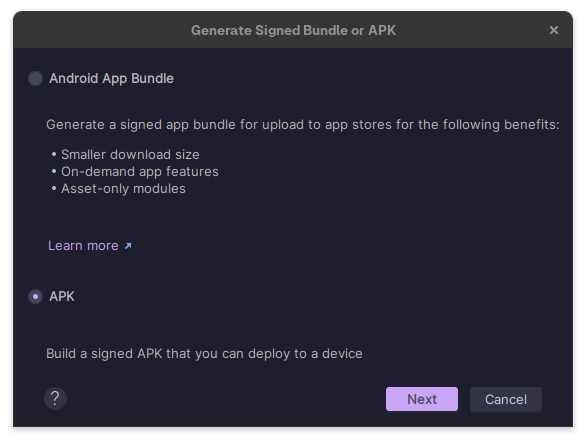 Generate Signed Bundle or APK
Android App Bundle
Generate a signed app bundle for upload to app stores for the following benefits:
• Smaller download size
• On-demand app features
• Asset-only modules
Learn more ↗
APK
Build a signed APK that you can deploy to a device
? Next Cancel